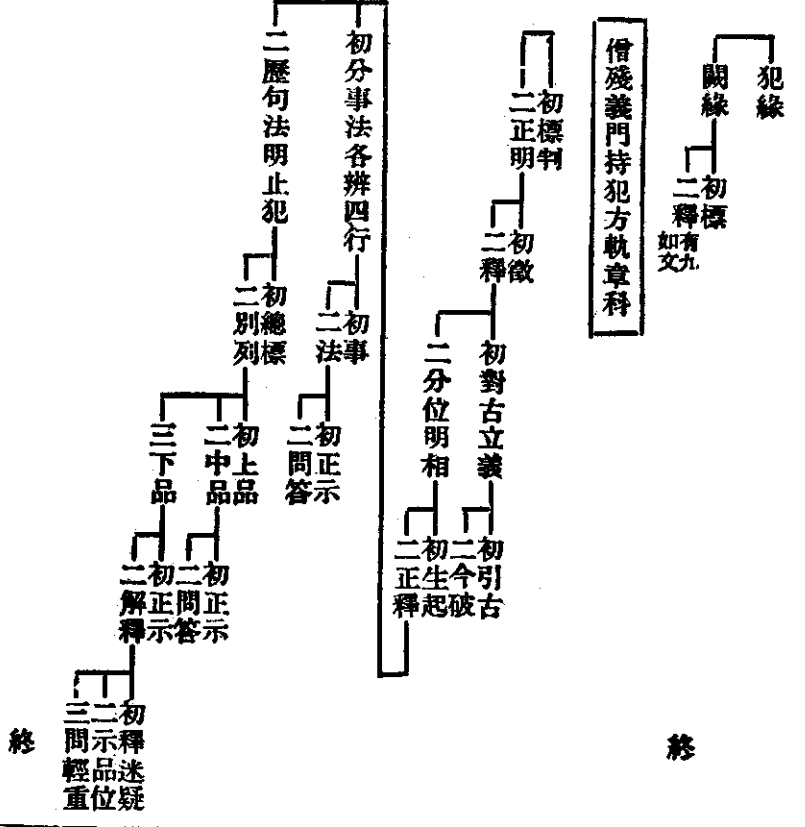 犯緣
闕緣
初標
二釋有九如文
終
僧殘義門持犯方軌章科
初標判
二正明
初徵
二釋
初對古立義
初引古
二今破
二分位明相
初生起
二正釋
初分事法各辨四行
初事
二法
初正示
二問答
二歷句法明止犯
初總標
二別列
初上品
二中品
初正示
二問答
三下品
初正示
二解釋
初釋迷疑
二示品位
三問輕重
終